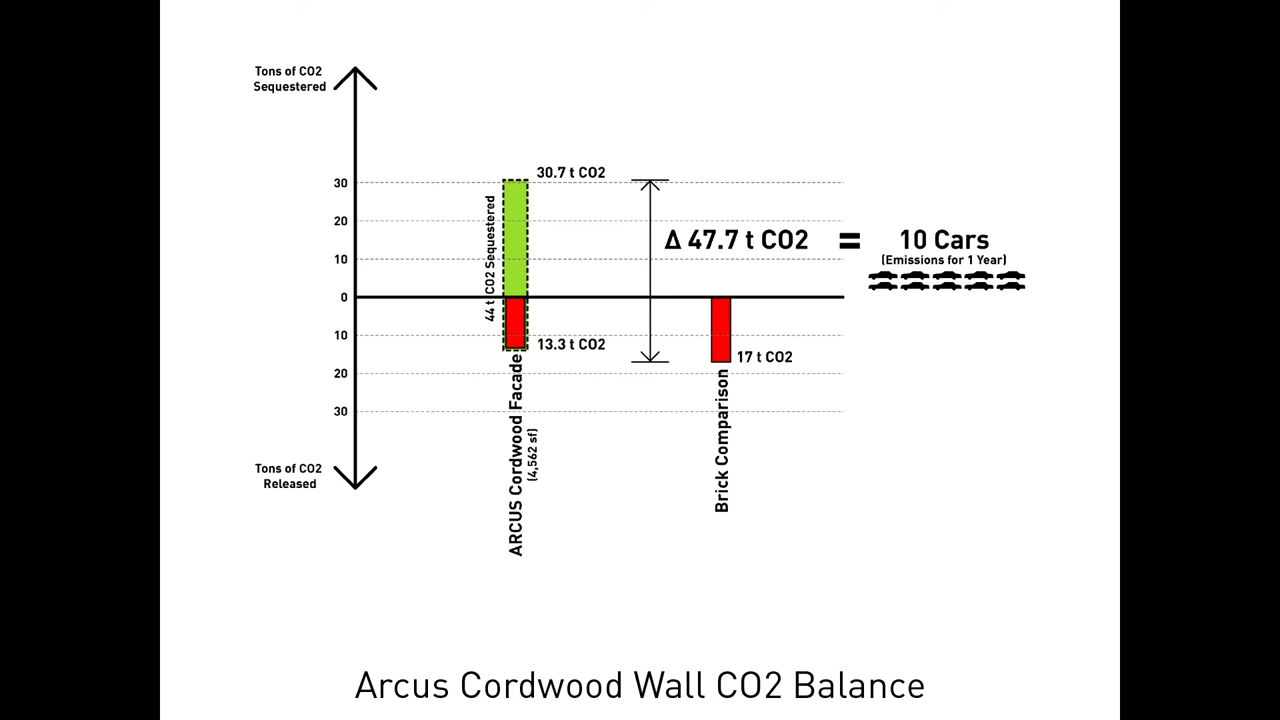 Tons of CO2
Sequestered
30.7 t CO2
30
20
10
0
10
20
30
44 t CO2 Sequestered
Δ 47.7 t CO2 = 10 Cars
(Emissions for 1 Year)
13.3 t CO2
17 t CO2
ARCUS Cordwood Facade
(4,562 sf)
Brick Comparison
Tons of CO2
Released
Arcus Cordwood Wall CO2 Balance